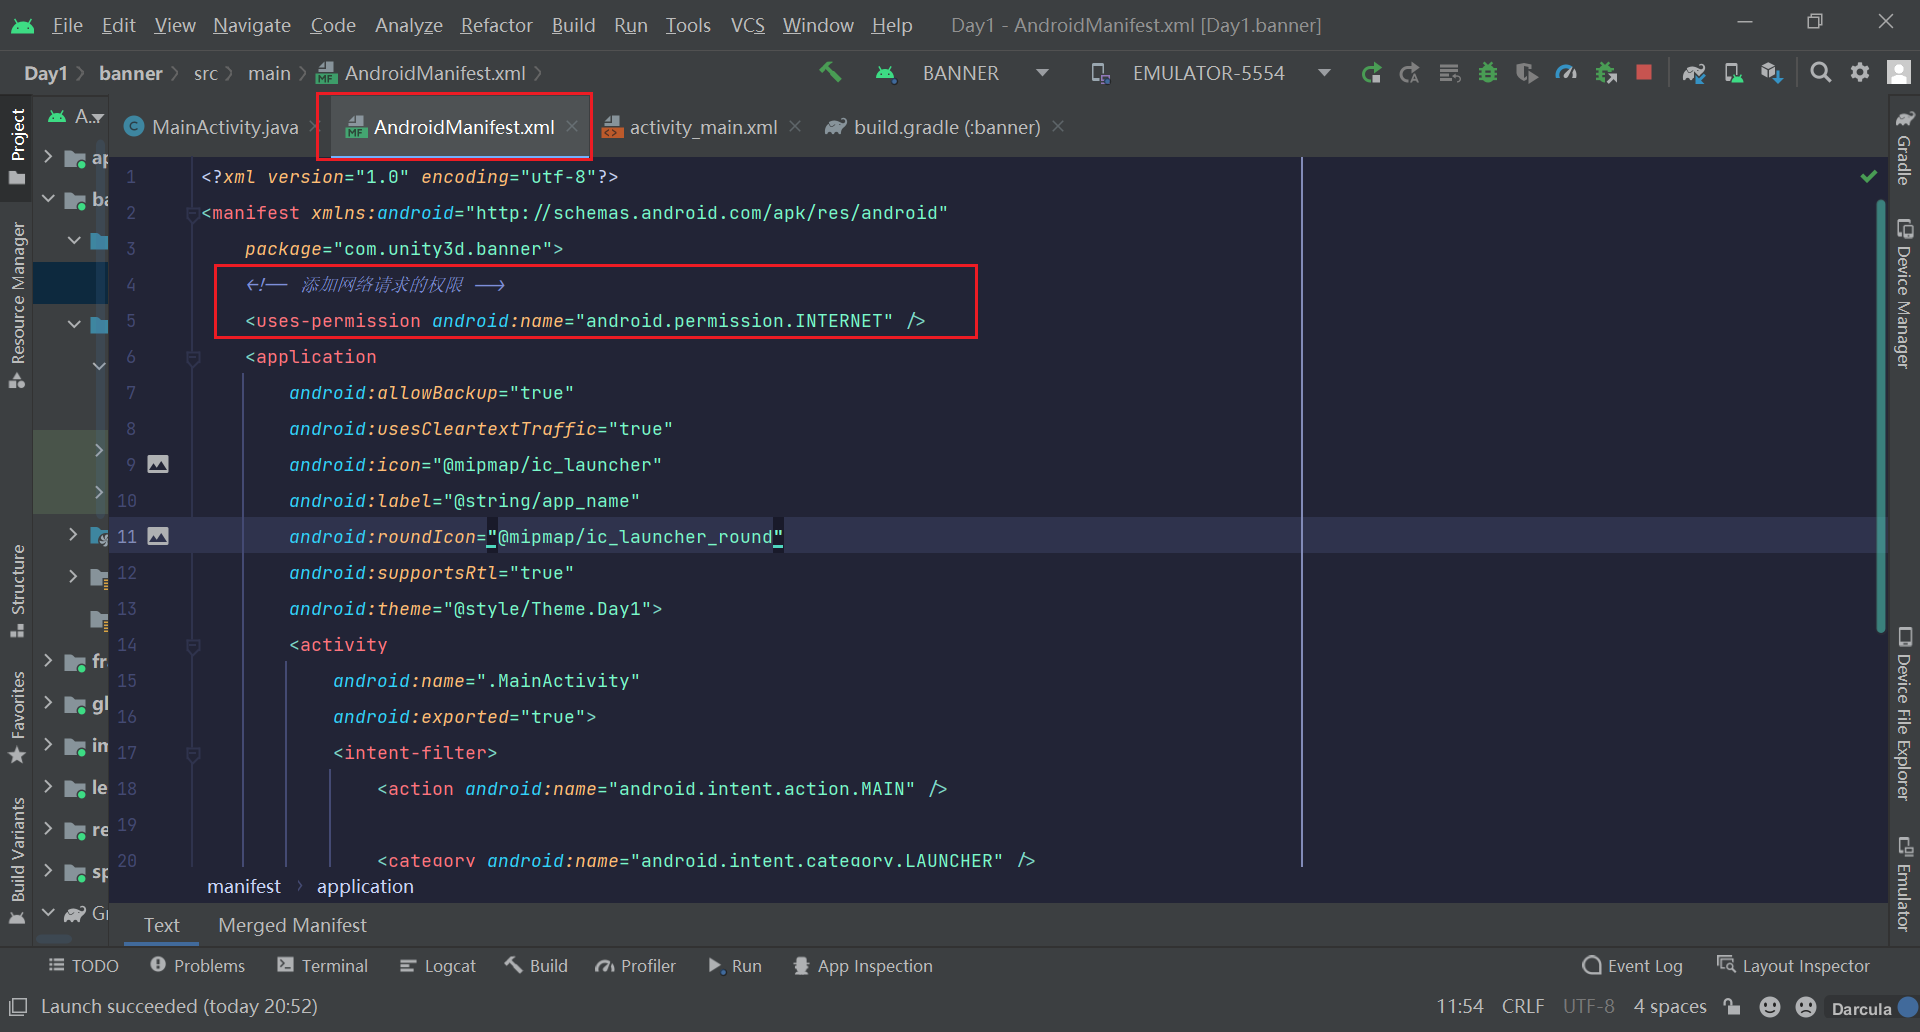 File Edit View Navigate Code Analyze Refactor Build Run Tools VCS Window Help Day1 - AndroidManifest.xml [Day1.banner]
Day1 banner src main AndroidManifest.xml BANNER EMULATOR-5554
A.. MainActivity.java AndroidManifest.xml activity_main.xml build.gradle (:banner)
Project
Resource Manager
Structure
Favorites
Build Variants
ap
ba
fr
gl
im
le
re
sp
Gr
1 <?xml version="1.0" encoding="utf-8"?>
2 <manifest xmlns:android="http://schemas.android.com/apk/res/android"
3 package="com.unity3d.banner">
4 <!-- 添加网络请求的权限 -->
5 <uses-permission android:name="android.permission.INTERNET" />
6 <application
7 android:allowBackup="true"
8 android:usesCleartextTraffic="true"
9 android:icon="@mipmap/ic_launcher"
10 android:label="@string/app_name"
11 android:roundIcon="@mipmap/ic_launcher_round"
12 android:supportsRtl="true"
13 android:theme="@style/Theme.Day1">
14 <activity
15 android:name=".MainActivity"
16 android:exported="true">
17 <intent-filter>
18 <action android:name="android.intent.action.MAIN" />
19
20 <category android:name="android.intent.category.LAUNCHER" />
manifest application
Text Merged Manifest
Gradle
Device Manager
Device File Explorer
Emulator
TODO Problems Terminal Logcat Build Profiler Run App Inspection Event Log Layout Inspector
Launch succeeded (today 20:52) 11:54 CRLF UTF-8 4 spaces Darcula